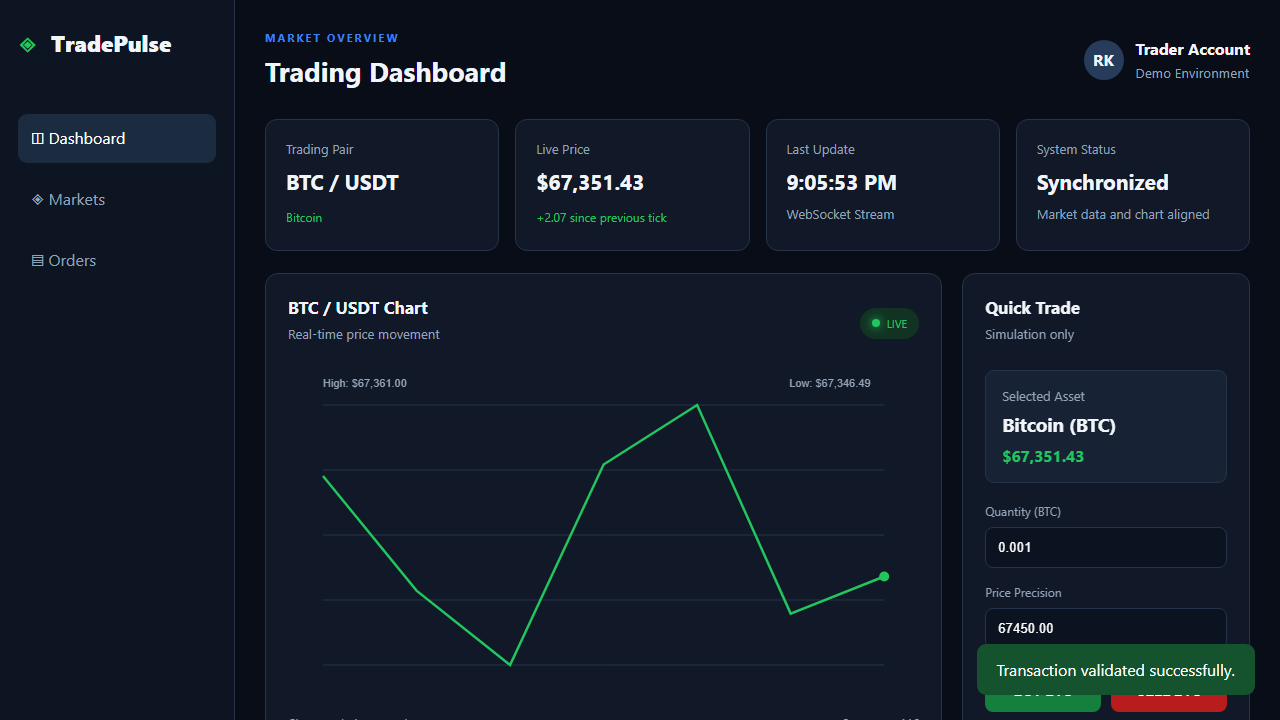 TradePulse
Dashboard
Markets
Orders
MARKET OVERVIEW
Trading Dashboard
RK
Trader Account
Demo Environment
Trading Pair
BTC / USDT
Bitcoin
Live Price
$67,351.43
+2.07 since previous tick
Last Update
9:05:53 PM
WebSocket Stream
System Status
Synchronized
Market data and chart aligned
BTC / USDT Chart
Real-time price movement
LIVE
High: $67,361.00
Low: $67,346.49
Quick Trade
Simulation only
Selected Asset
Bitcoin (BTC)
$67,351.43
Quantity (BTC)
0.001
Price Precision
67450.00
Transaction validated successfully.